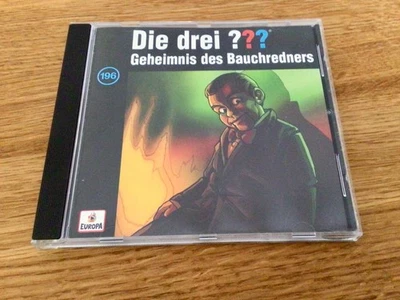 Die drei ???
Geheimnis des Bauchredners
196
EUROPA